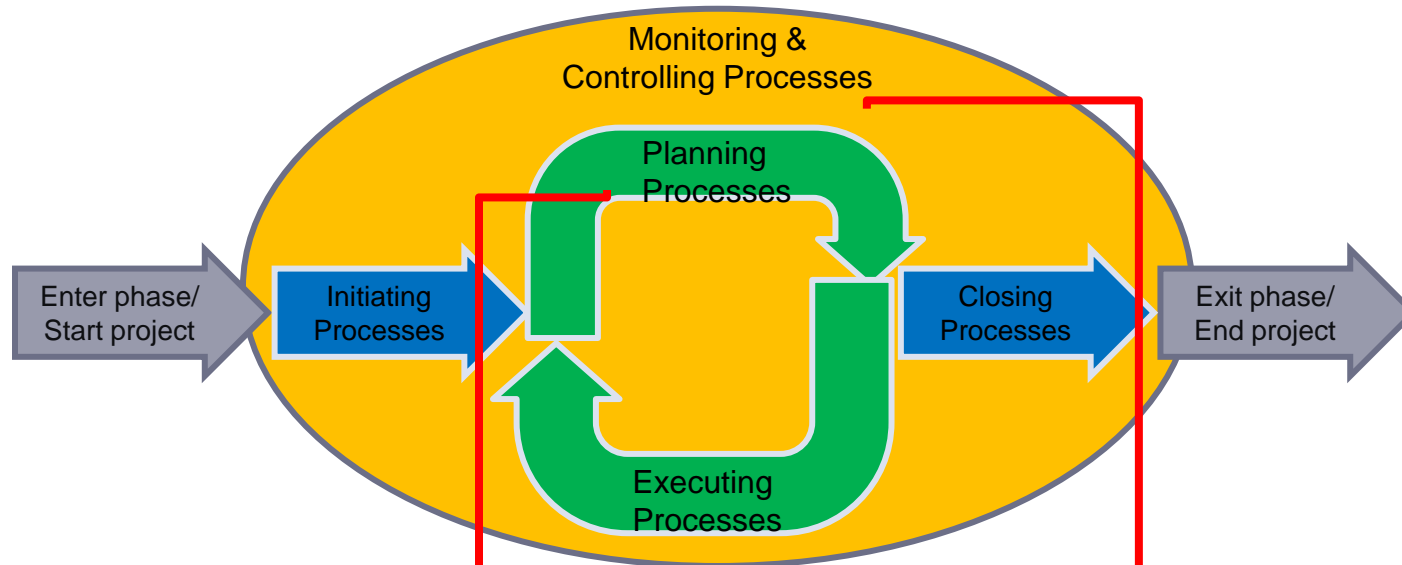 Monitoring &
Controlling Processes
Planning
Processes
Enter phase/
Start project
Initiating
Processes
Closing
Processes
Exit phase/
End project
Executing
Processes